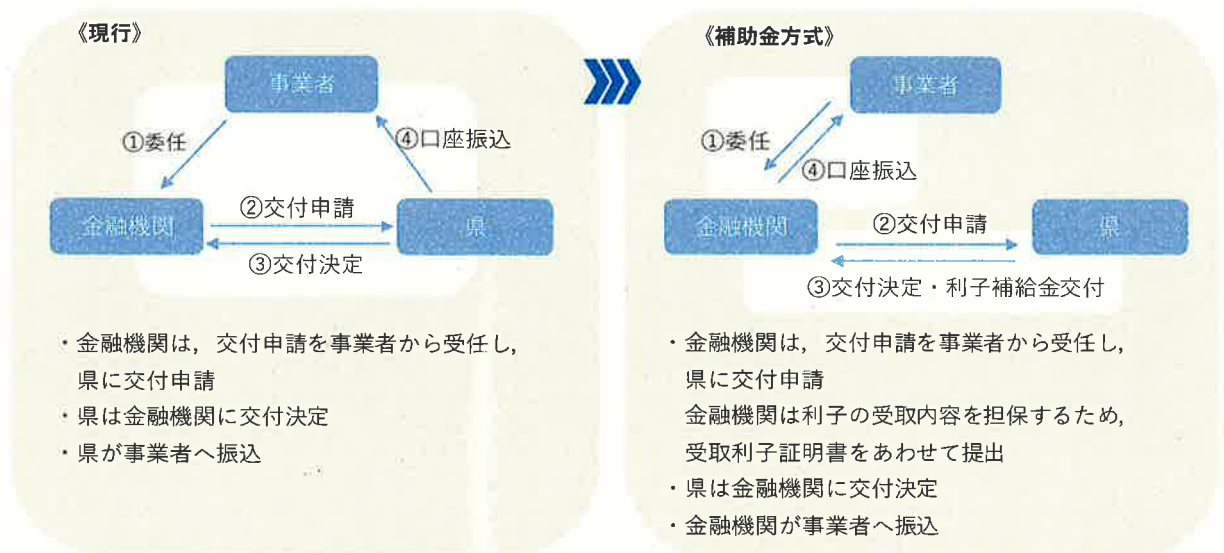 《現行》
事業者
①委任
④口座振込
金融機関
②交付申請
県
③交付決定
・金融機関は，交付申請を事業者から受任し，
県に交付申請
・県は金融機関に交付決定
・県が事業者へ振込
《補助金方式》
事業者
①委任
④口座振込
金融機関
②交付申請
県
③交付決定・利子補給金交付
・金融機関は，交付申請を事業者から受任し，
県に交付申請
金融機関は利子の受取内容を担保するため，
受取利子証明書をあわせて提出
・県は金融機関に交付決定
・金融機関が事業者へ振込